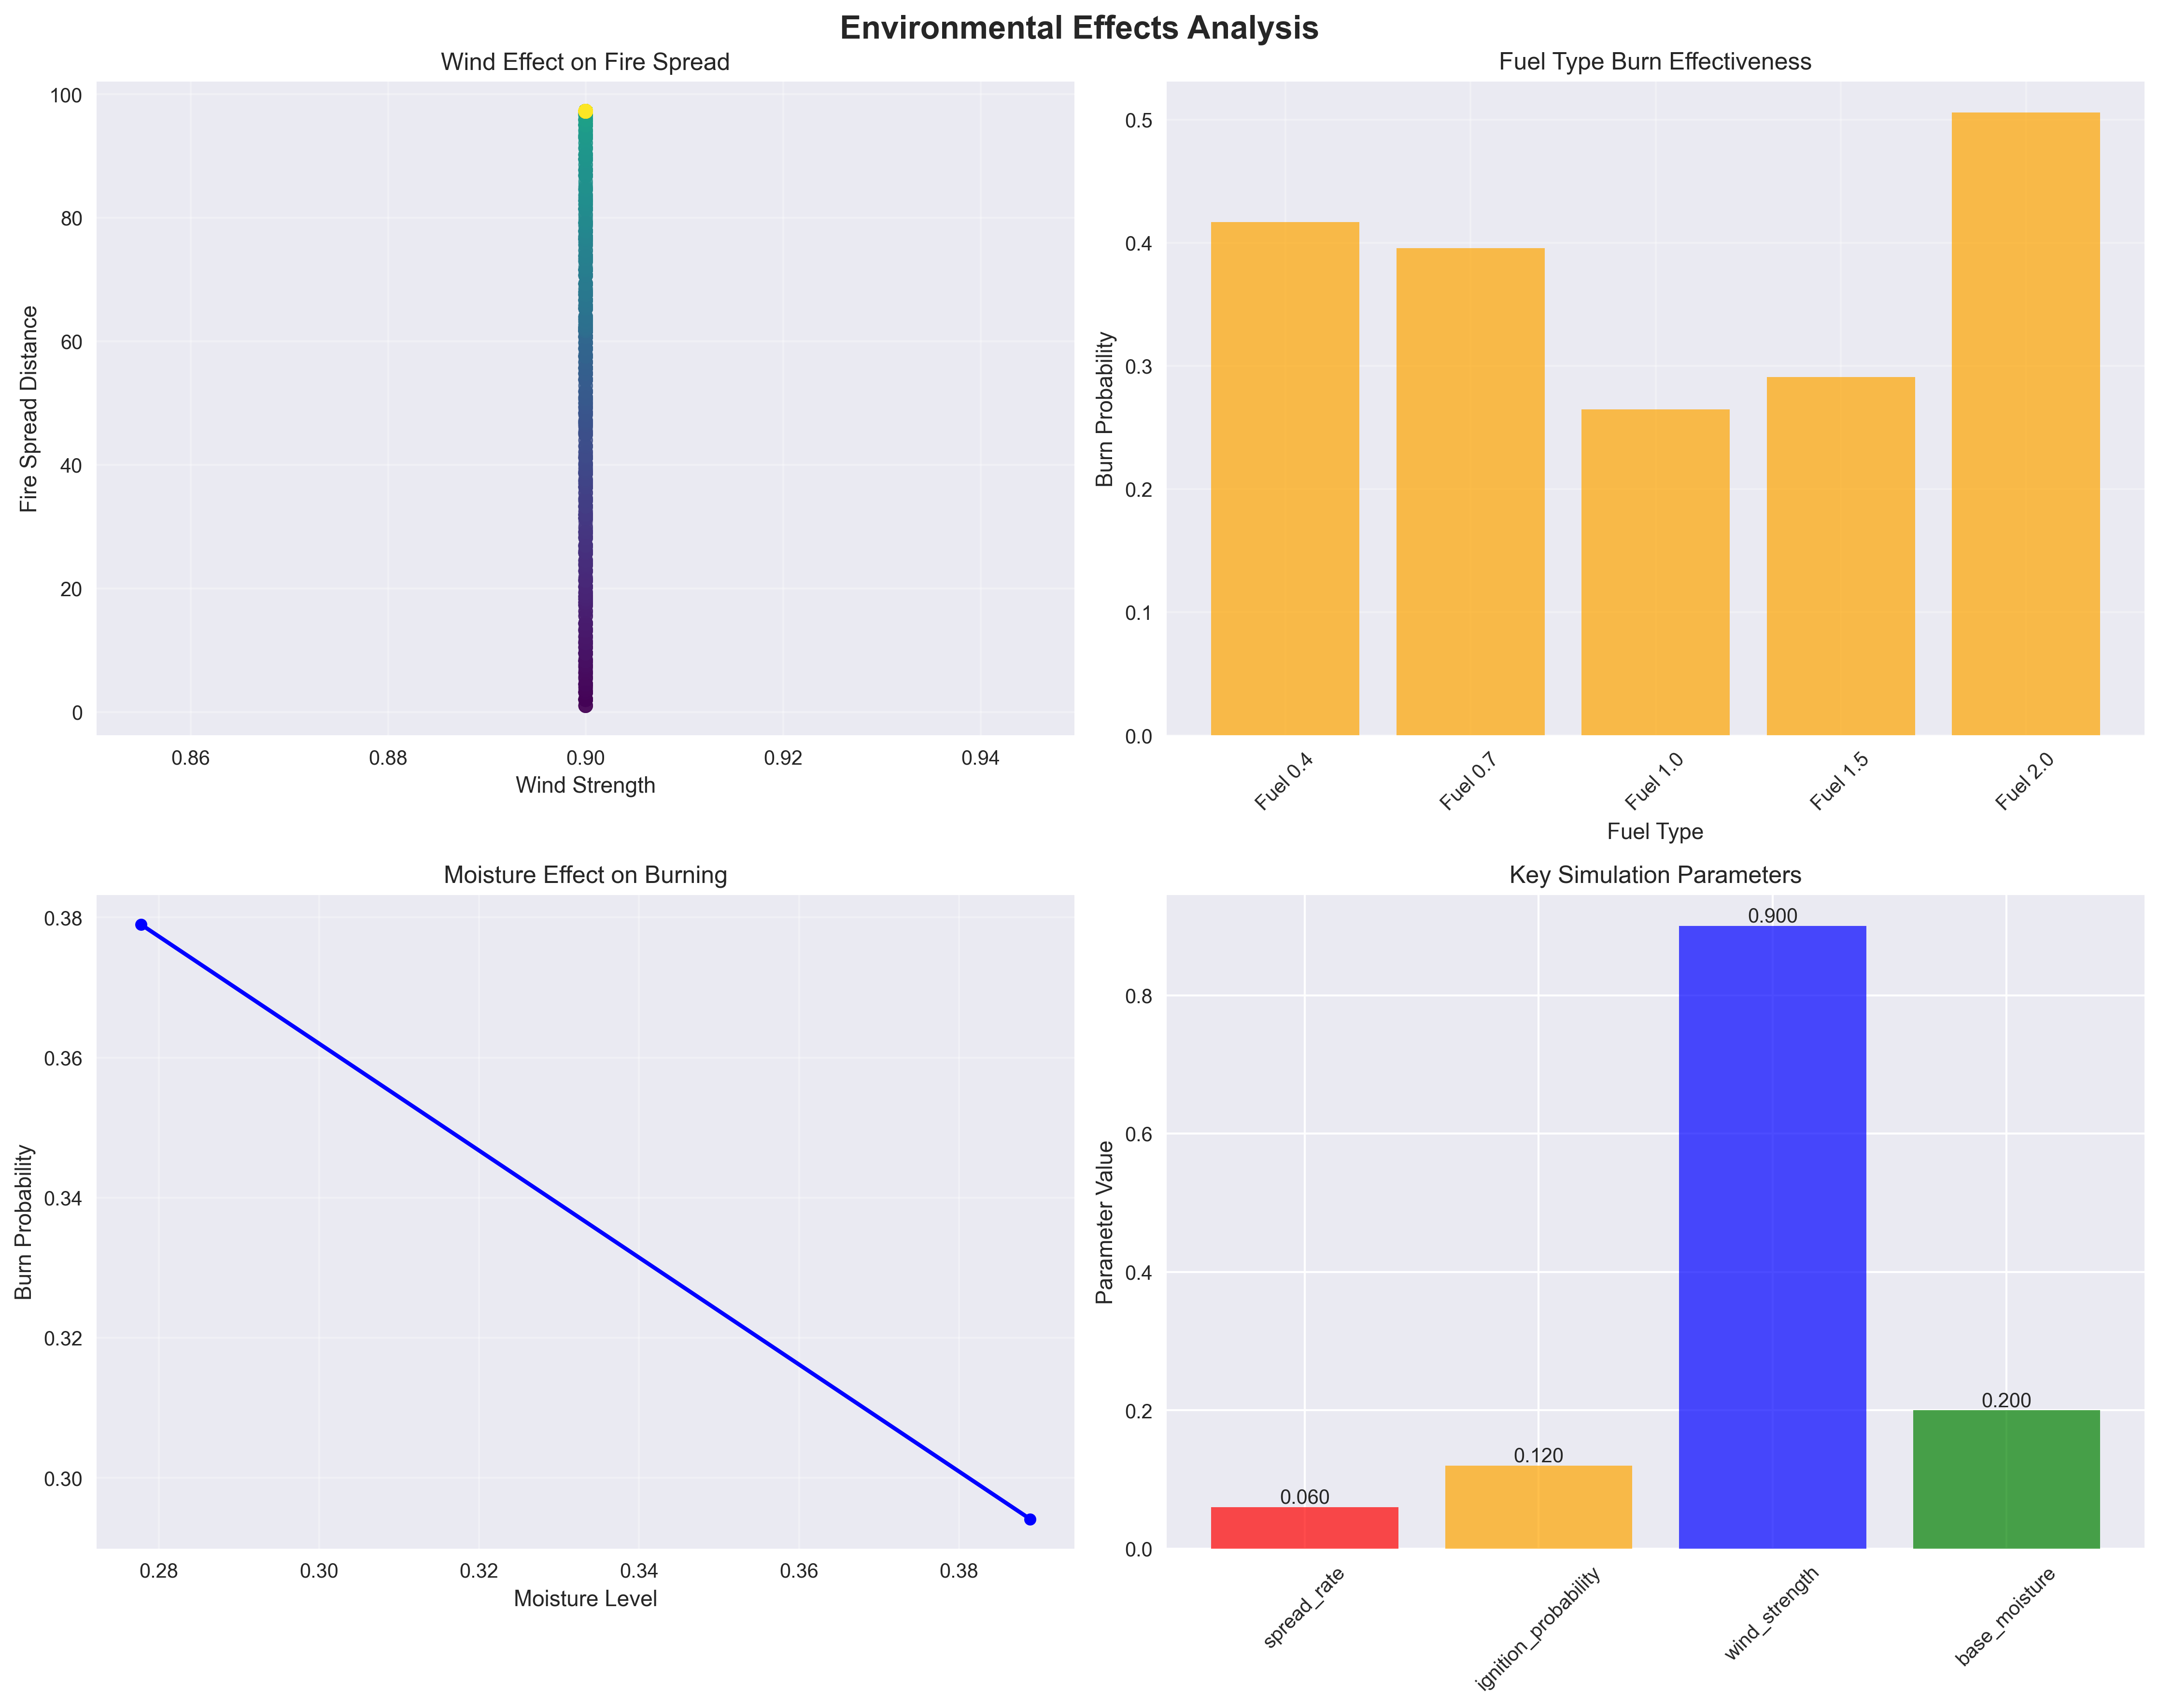 Environmental Effects Analysis
Wind Effect on Fire Spread
Fire Spread Distance
100
80
60
40
20
0
0.86 0.88 0.90 0.92 0.94
Wind Strength
Fuel Type Burn Effectiveness
Burn Probability
0.5
0.4
0.3
0.2
0.1
0.0
Fuel 0.4 Fuel 0.7 Fuel 1.0 Fuel 1.5 Fuel 2.0
Fuel Type
Moisture Effect on Burning
Burn Probability
0.38
0.36
0.34
0.32
0.30
0.28 0.30 0.32 0.34 0.36 0.38
Moisture Level
Key Simulation Parameters
Parameter Value
0.8
0.6
0.4
0.2
0.0
0.060 0.120 0.900 0.200
spread_rate ignition_probability wind_strength base_moisture